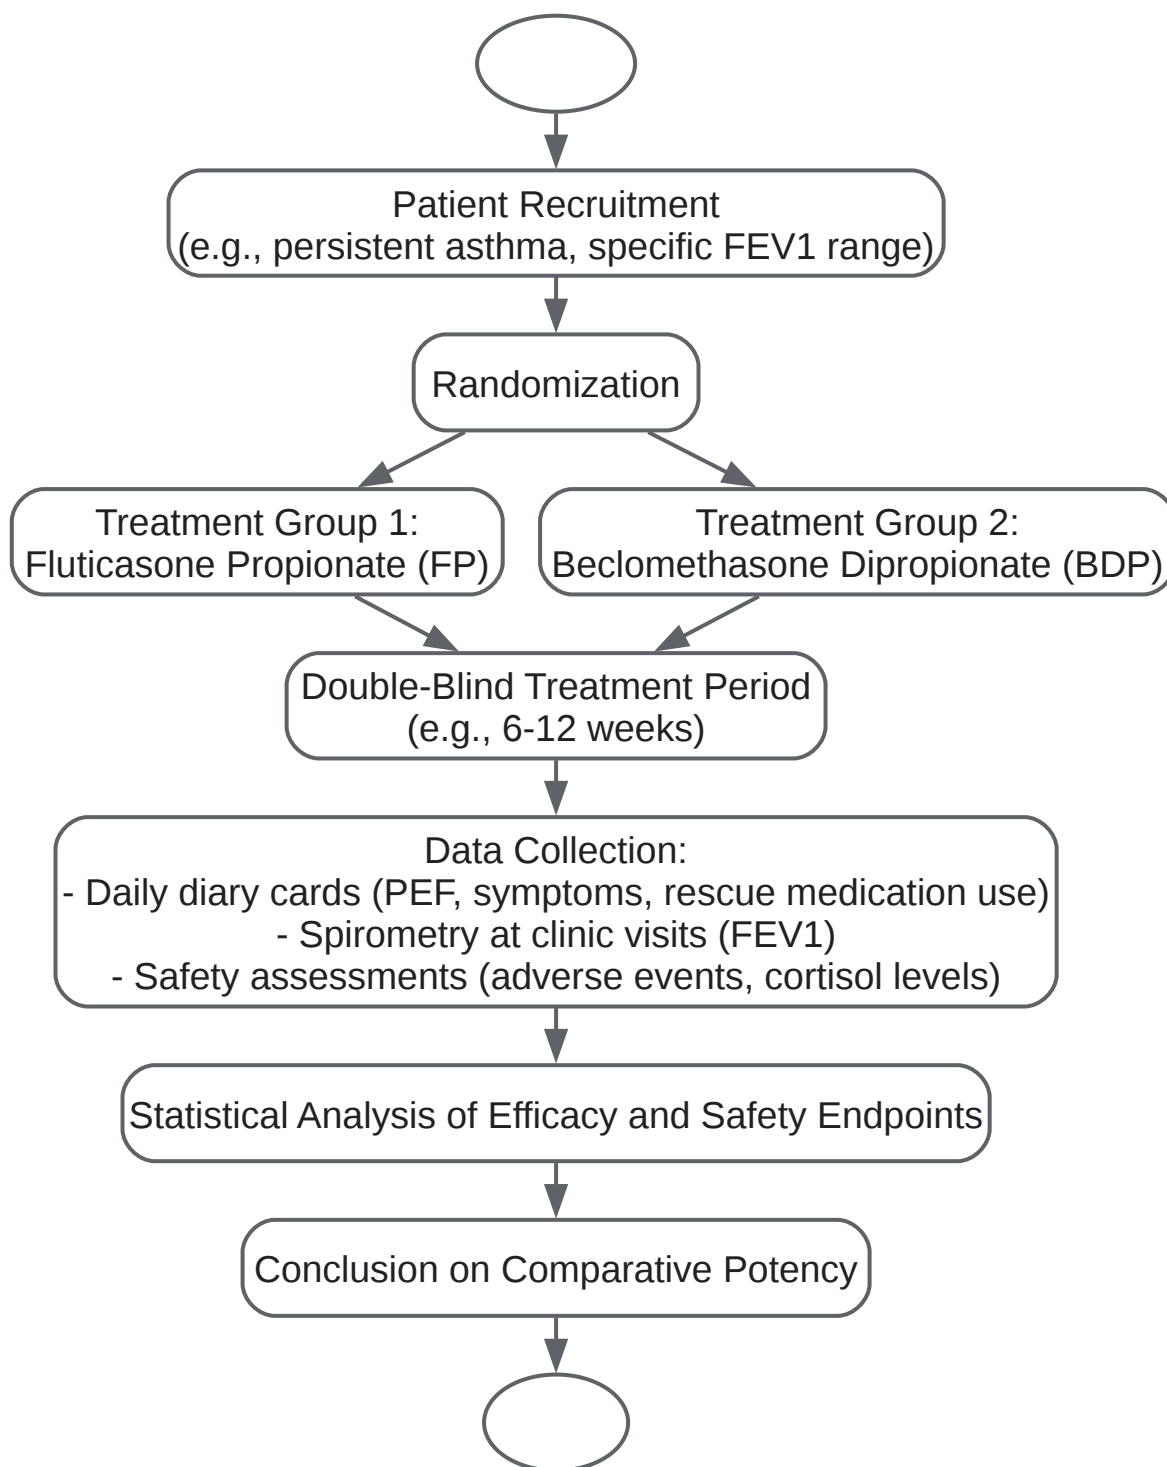 Patient Recruitment
(e.g., persistent asthma, specific FEV1 range)
Randomization
Treatment Group 1:
Fluticasone Propionate (FP)
Treatment Group 2:
Beclomethasone Dipropionate (BDP)
Double-Blind Treatment Period
(e.g., 6-12 weeks)
Data Collection:
- Daily diary cards (PEF, symptoms, rescue medication use)
- Spirometry at clinic visits (FEV1)
- Safety assessments (adverse events, cortisol levels)
Statistical Analysis of Efficacy and Safety Endpoints
Conclusion on Comparative Potency